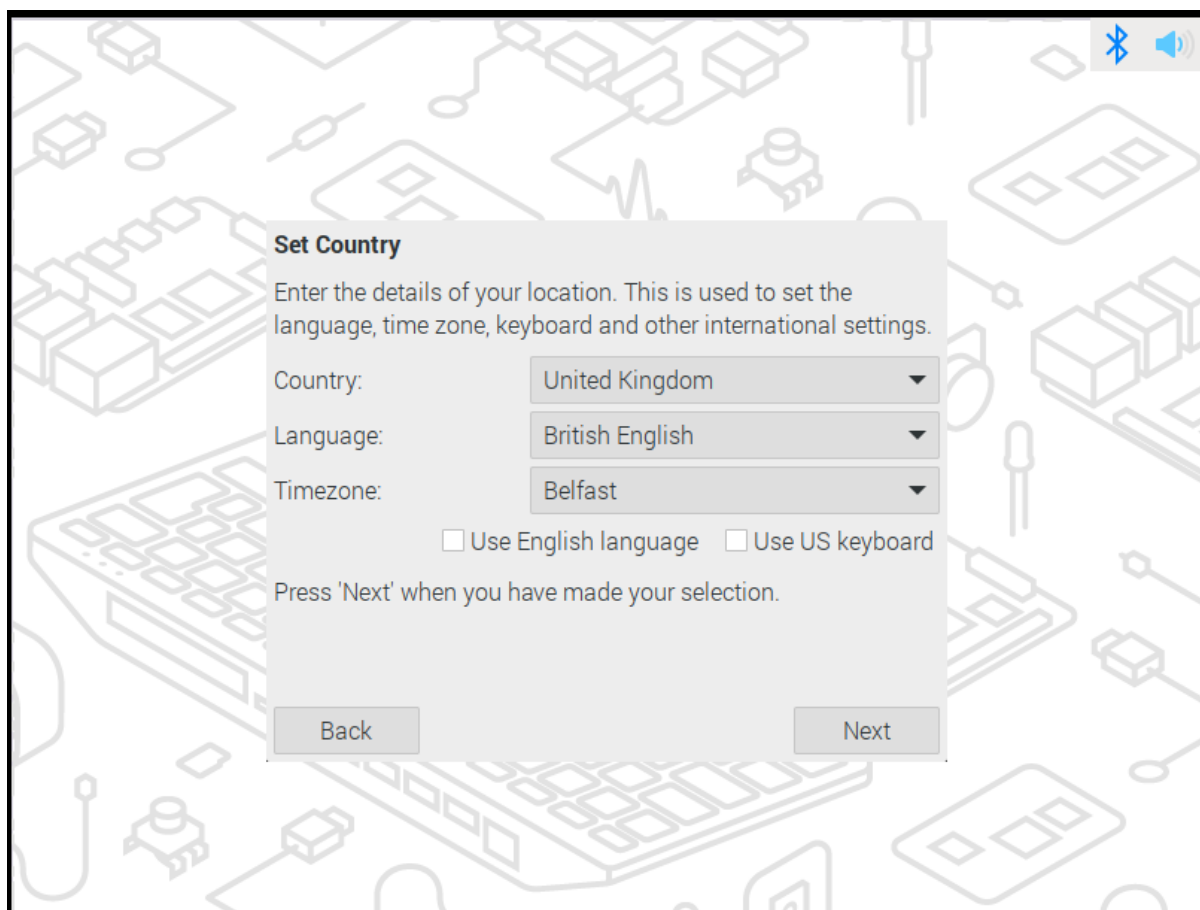 Set Country
Enter the details of your location. This is used to set the
language, time zone, keyboard and other international settings.
Country: United Kingdom
Language: British English
Timezone: Belfast
Use English language Use US keyboard
Press 'Next' when you have made your selection.
Back Next